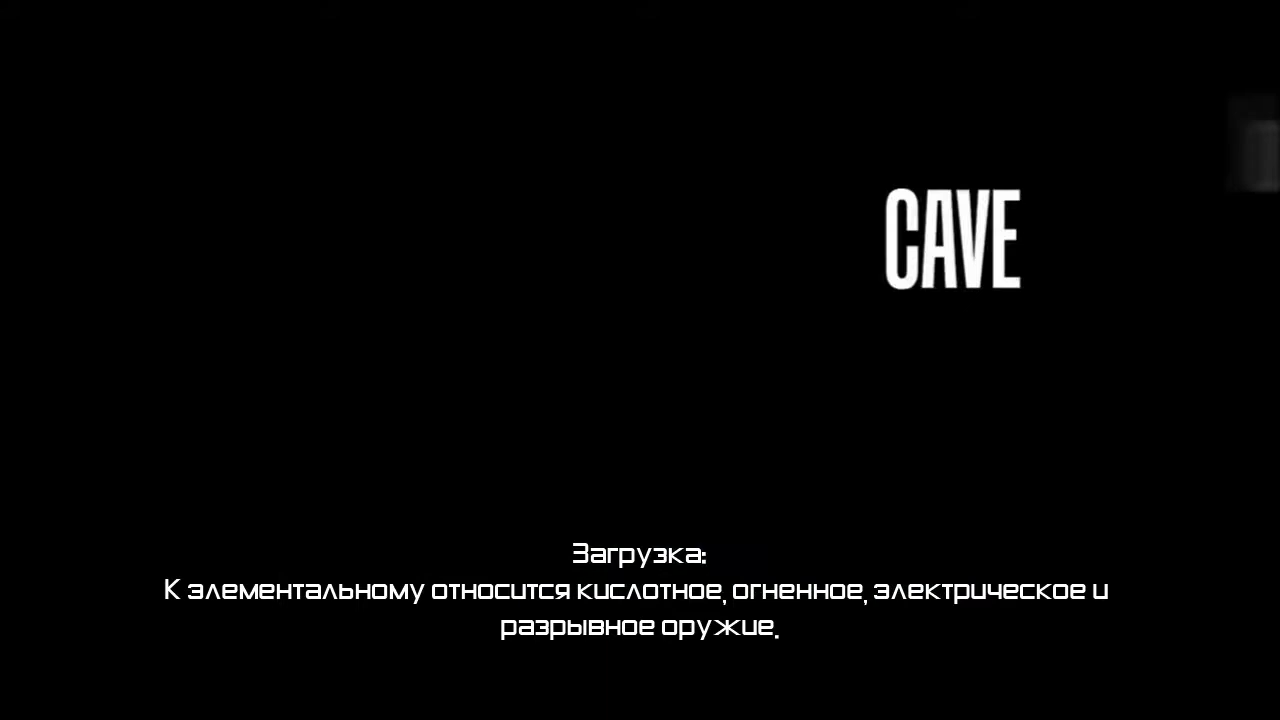 CAVE
Загрузка:
К элементальному относится кислотное, огненное, электрическое и
разрывное оружие.